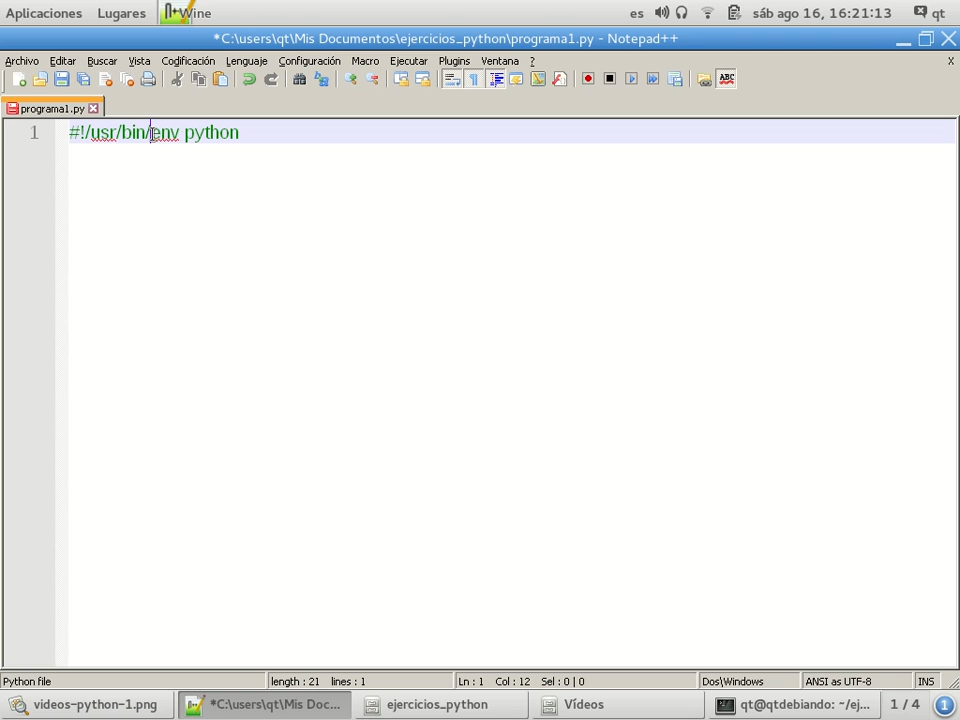 Aplicaciones Lugares Wine es sáb ago 16, 16:21:13 qt
*C:\users\qt\Mis Documentos\ejercicios_python\programa1.py - Notepad++
Archivo Editar Buscar Vista Codificación Lenguaje Configuración Macro Ejecutar Plugins Ventana ? X
ABC
programa1.py
1 #!/usr/bin/env python
Python file length : 21 lines : 1 Ln : 1 Col : 12 Sel : 0 | 0 Dos\Windows ANSI as UTF-8 INS
videos-python-1.png *C:\users\qt\Mis Doc... ejercicios_python Vídeos qt@qtdebiando: ~/ej... 1 / 4 1